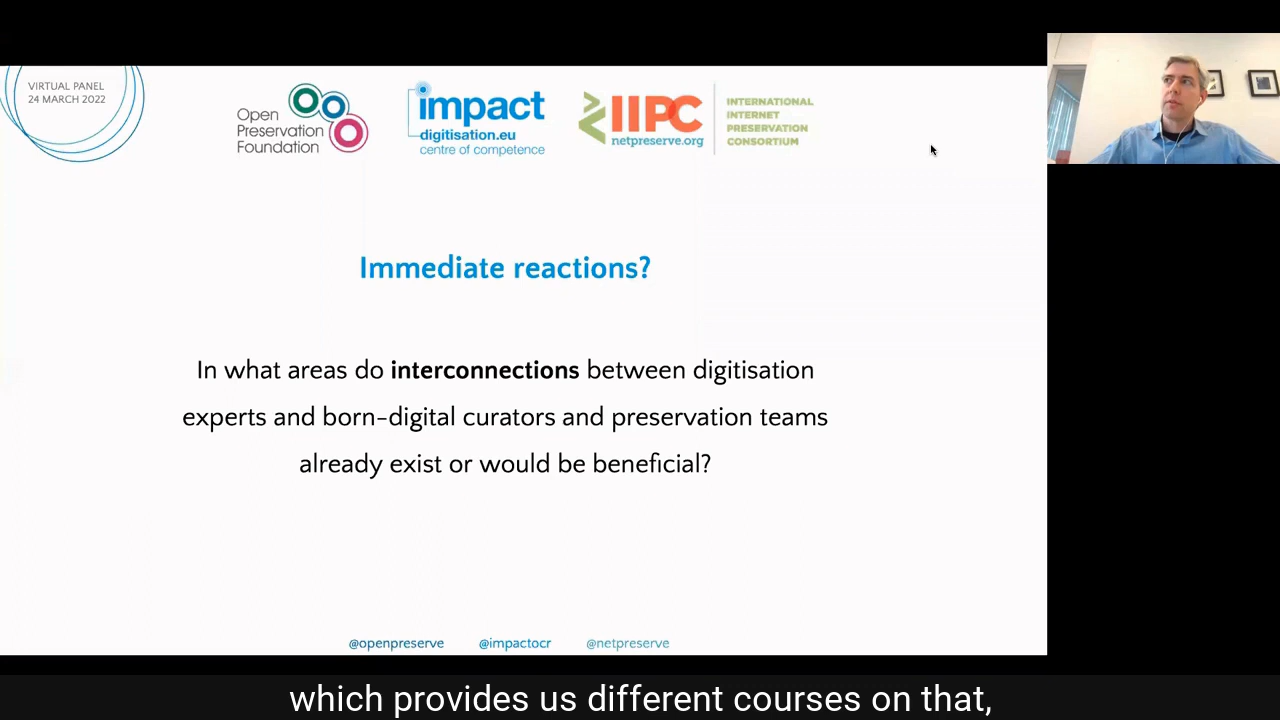 VIRTUAL PANEL
24 MARCH 2022
Open
Preservation
Foundation
impact
digitisation.eu
centre of competence
IIPC
netpreserve.org
INTERNATIONAL
INTERNET
PRESERVATION
CONSORTIUM
Immediate reactions?
In what areas do interconnections between digitisation
experts and born-digital curators and preservation teams
already exist or would be beneficial?
@openpreserve @impactocr @netpreserve
which provides us different courses on that,